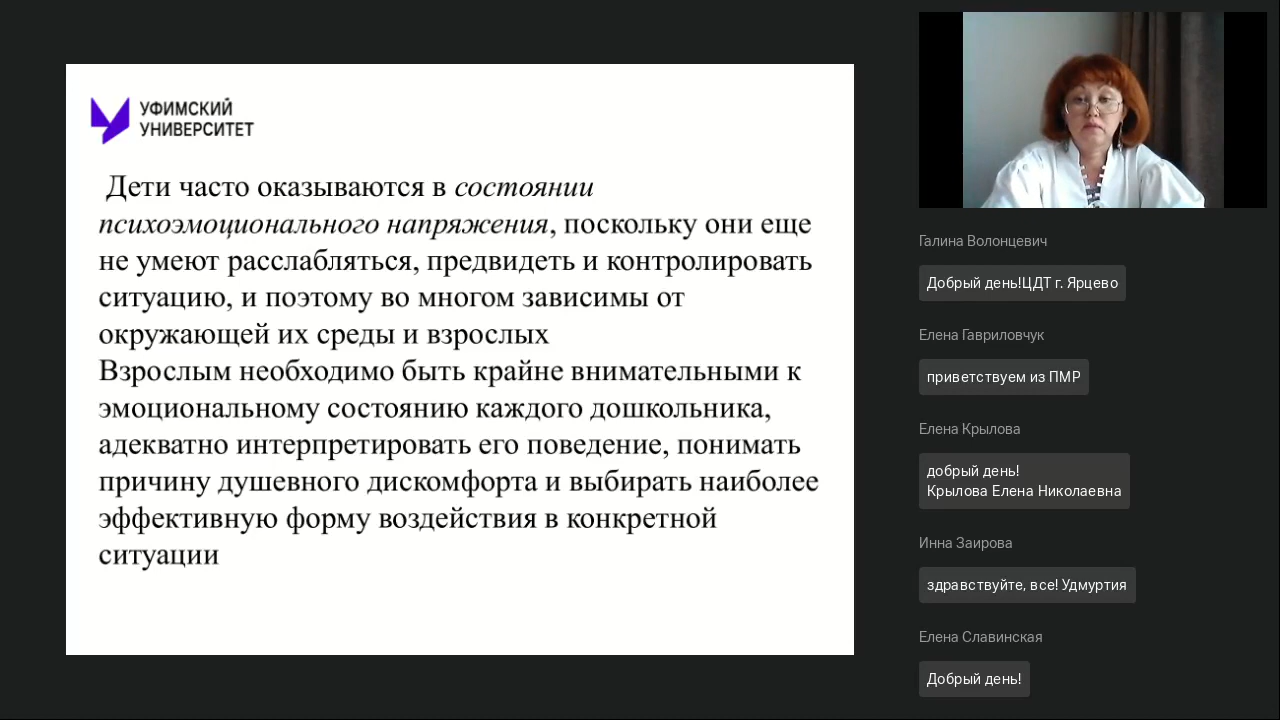 УФИМСКИЙ
УНИВЕРСИТЕТ
Дети часто оказываются в состоянии
психоэмоционального напряжения, поскольку они еще
не умеют расслабляться, предвидеть и контролировать
ситуацию, и поэтому во многом зависимы от
окружающей их среды и взрослых
Взрослым необходимо быть крайне внимательными к
эмоциональному состоянию каждого дошкольника,
адекватно интерпретировать его поведение, понимать
причину душевного дискомфорта и выбирать наиболее
эффективную форму воздействия в конкретной
ситуации
Галина Волонцевич
Добрый день!ЦДТ г. Ярцево
Елена Гавриловчук
приветствуем из ПМР
Елена Крылова
добрый день!
Крылова Елена Николаевна
Инна Заирова
здравствуйте, все! Удмуртия
Елена Славинская
Добрый день!